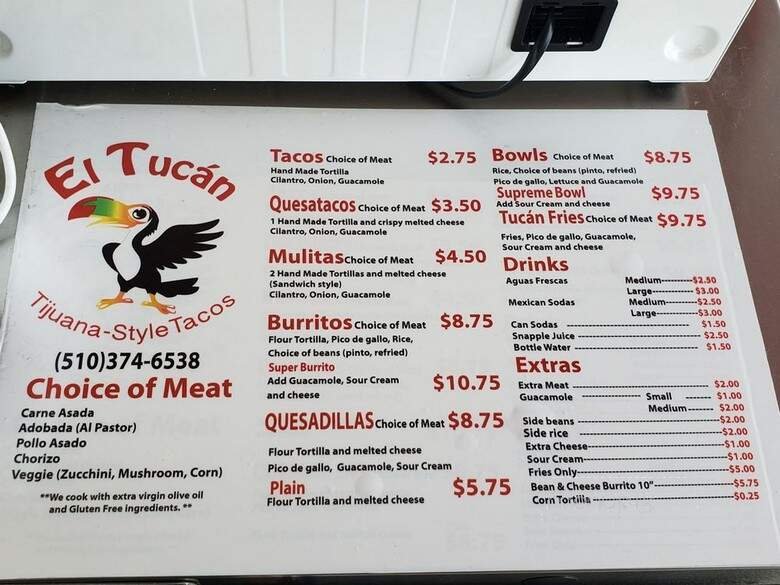 El Tucán
Tijuana-Style Tacos
(510)374-6538
Choice of Meat
Carne Asada
Adobada (Al Pastor)
Pollo Asado
Chorizo
Veggie (Zucchini, Mushroom, Corn)
**We cook with extra virgin olive oil
and Gluten Free ingredients. **
Tacos Choice of Meat $2.75
Hand Made Tortilla
Cilantro, Onion, Guacamole
Quesatacos Choice of Meat $3.50
1 Hand Made Tortilla and crispy melted cheese
Cilantro, Onion, Guacamole
Mulitas Choice of Meat $4.50
2 Hand Made Tortillas and melted cheese
(Sandwich style)
Cilantro, Onion, Guacamole
Burritos Choice of Meat $8.75
Flour Tortilla, Pico de gallo, Rice,
Choice of beans (pinto, refried)
Super Burrito
Add Guacamole, Sour Cream
and cheese $10.75
QUESADILLAS Choice of Meat $8.75
Flour Tortilla and melted cheese
Pico de gallo, Guacamole, Sour Cream
Plain $5.75
Flour Tortilla and melted cheese
Bowls Choice of Meat $8.75
Rice, Choice of beans (pinto, refried)
Pico de gallo, Lettuce and Guacamole
Supreme Bowl $9.75
Add Sour Cream and cheese
Tucán Fries Choice of Meat $9.75
Fries, Pico de gallo, Guacamole,
Sour Cream and cheese
Drinks
Aguas Frescas Medium----------$2.50
Large----------$3.00
Mexican Sodas Medium----------$2.50
Large----------$3.00
Can Sodas ---------- $1.50
Snapple Juice ---------- $2.50
Bottle Water ---------- $1.50
Extras
Extra Meat ---------- $2.00
Guacamole ---------- Small ------- $1.00
Medium ------- $2.00
Side beans ----------$2.00
Side rice ----------$2.00
Extra Cheese----------$1.00
Sour Cream----------$1.00
Fries Only----------$5.00
Bean & Cheese Burrito 10"----------$5.75
Corn Tortilla ----------$0.25